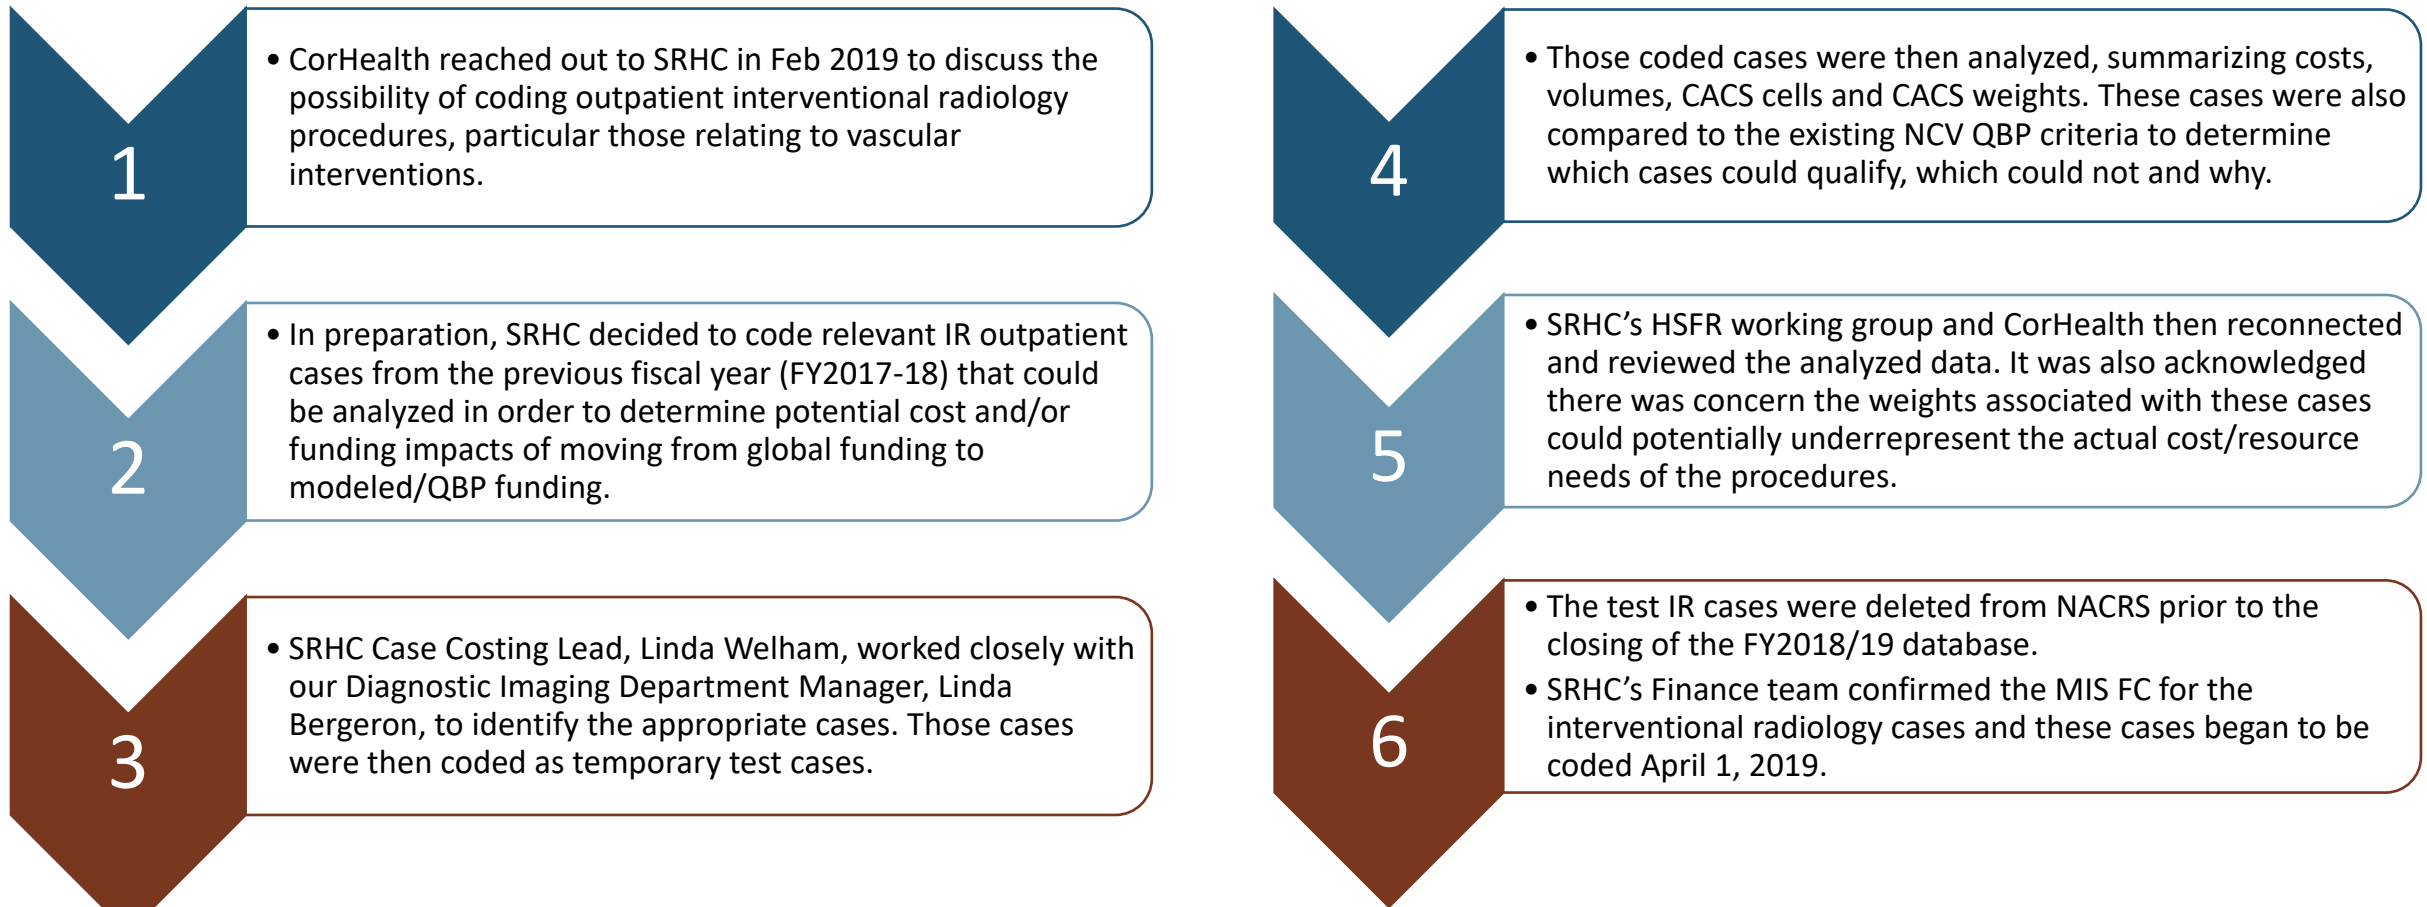 1
• CorHealth reached out to SRHC in Feb 2019 to discuss the
possibility of coding outpatient interventional radiology
procedures, particular those relating to vascular
interventions.
2
• In preparation, SRHC decided to code relevant IR outpatient
cases from the previous fiscal year (FY2017-18) that could
be analyzed in order to determine potential cost and/or
funding impacts of moving from global funding to
modeled/QBP funding.
3
• SRHC Case Costing Lead, Linda Welham, worked closely with
our Diagnostic Imaging Department Manager, Linda
Bergeron, to identify the appropriate cases. Those cases
were then coded as temporary test cases.
4
• Those coded cases were then analyzed, summarizing costs,
volumes, CACS cells and CACS weights. These cases were also
compared to the existing NCV QBP criteria to determine
which cases could qualify, which could not and why.
5
• SRHC’s HSFR working group and CorHealth then reconnected
and reviewed the analyzed data. It was also acknowledged
there was concern the weights associated with these cases
could potentially underrepresent the actual cost/resource
needs of the procedures.
6
• The test IR cases were deleted from NACRS prior to the
closing of the FY2018/19 database.
• SRHC’s Finance team confirmed the MIS FC for the
interventional radiology cases and these cases began to be
coded April 1, 2019.